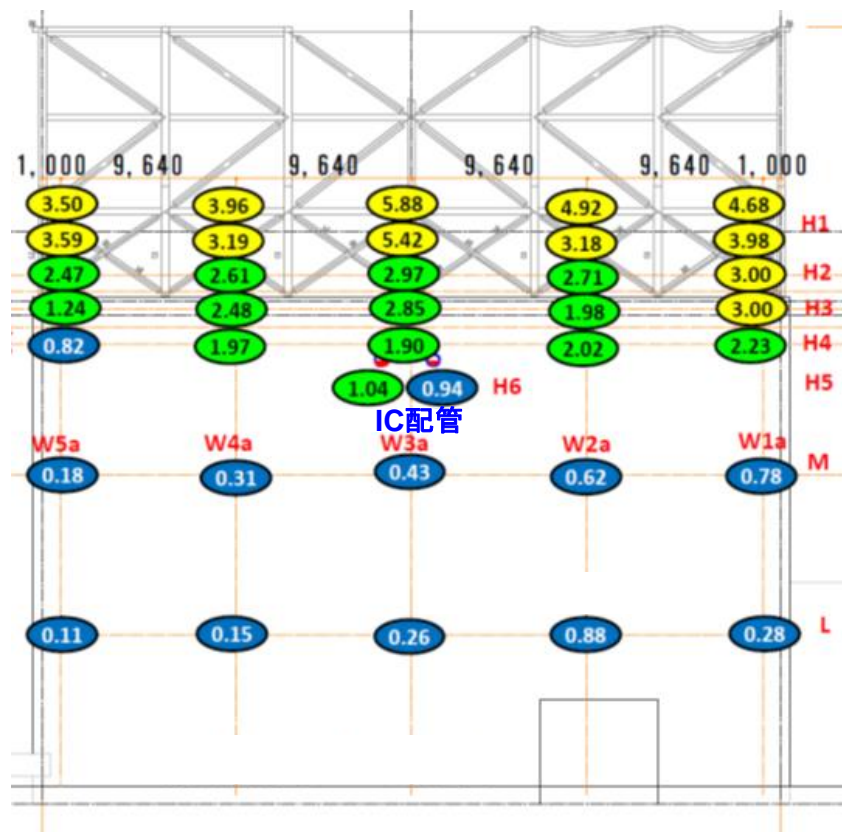 1,000 9,640 9,640 9,640 9,640 1,000
3.50 3.96 5.88 4.92 4.68
H1
3.59 3.19 5.42 3.18 3.98
2.47 2.61 2.97 2.71 3.00 H2
1.24 2.48 2.85 1.98 3.00 H3
0.82 1.97 1.90 2.02 2.23 H4
1.04 0.94 H6 H5
IC配管
W5a W4a W3a W2a W1a
0.18 0.31 0.43 0.62 0.78 M
0.11 0.15 0.26 0.88 0.28 L